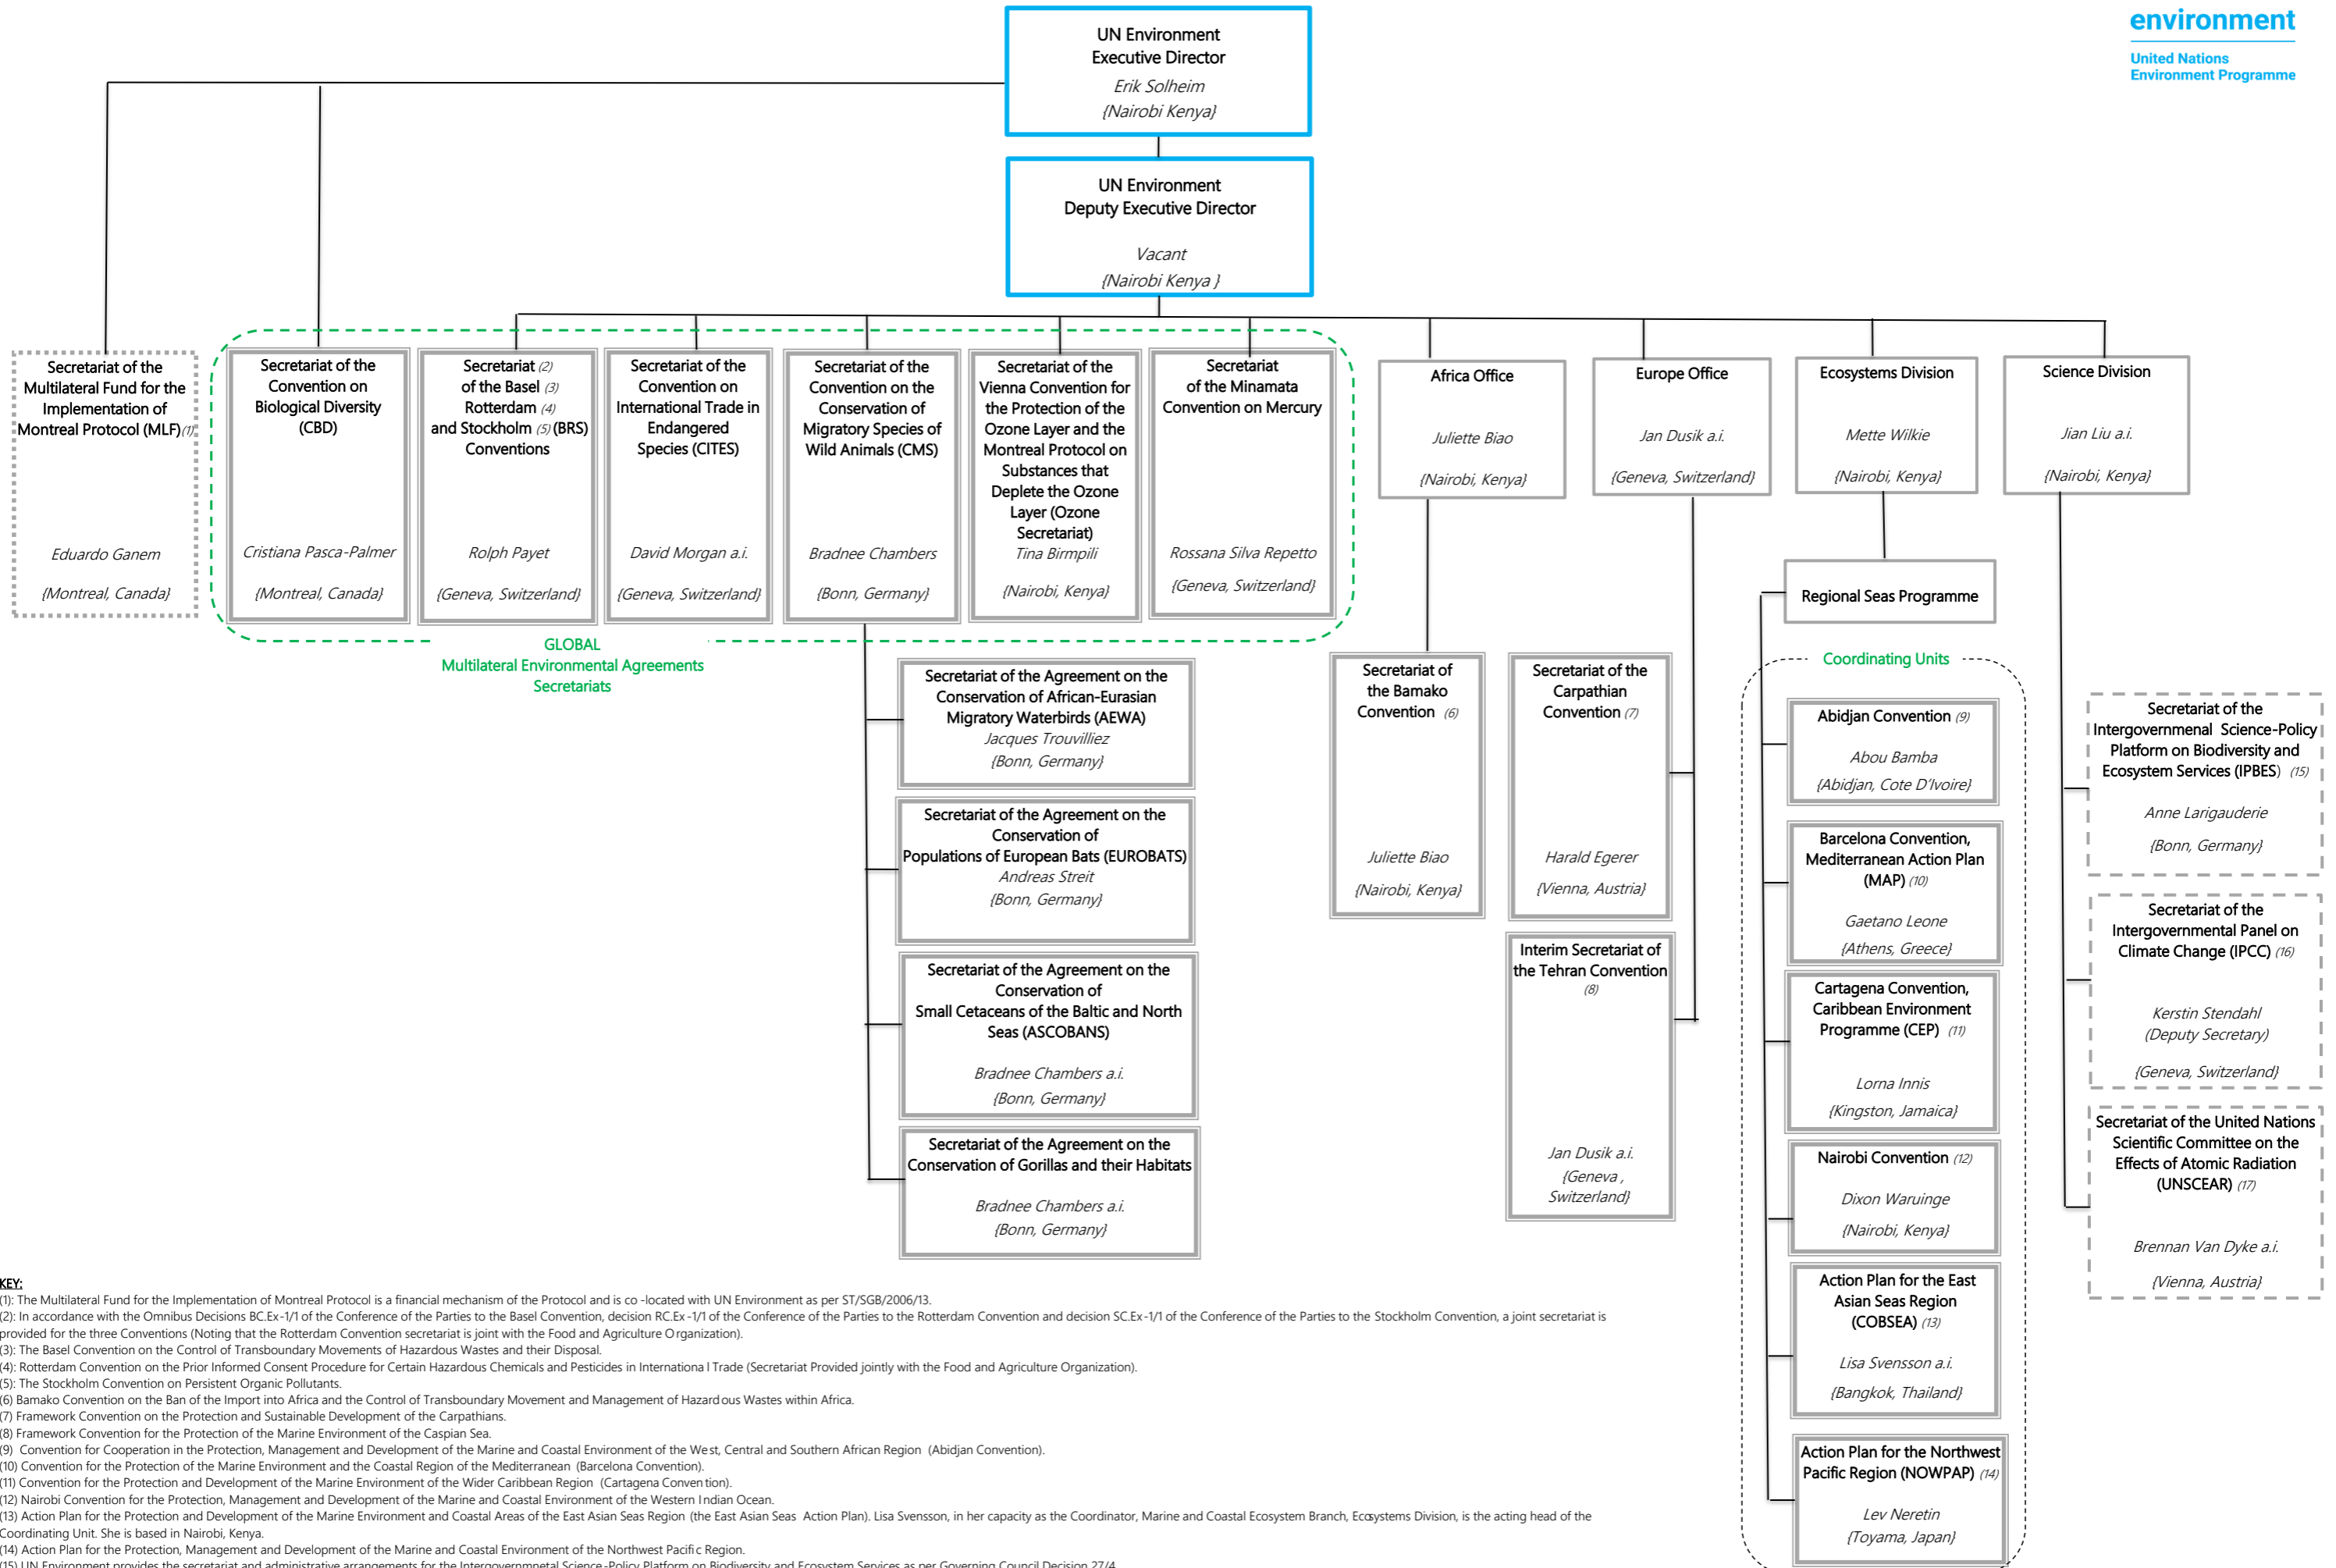 environment
United Nations
Environment Programme
UN Environment
Executive Director
Erik Solheim
{Nairobi Kenya}
UN Environment
Deputy Executive Director
Vacant
{Nairobi Kenya }
Secretariat of the
Multilateral Fund for the
Implementation of
Montreal Protocol (MLF)(1)
Eduardo Ganem
{Montreal, Canada}
Secretariat of the
Convention on
Biological Diversity
(CBD)
Cristiana Pasca-Palmer
{Montreal, Canada}
Secretariat (2)
of the Basel (3)
Rotterdam (4)
and Stockholm (5) (BRS)
Conventions
Rolph Payet
{Geneva, Switzerland}
Secretariat of the
Convention on
International Trade in
Endangered
Species (CITES)
David Morgan a.i.
{Geneva, Switzerland}
Secretariat of the
Convention on the
Conservation of
Migratory Species of
Wild Animals (CMS)
Bradnee Chambers
{Bonn, Germany}
Secretariat of the
Vienna Convention for
the Protection of the
Ozone Layer and the
Montreal Protocol on
Substances that
Deplete the Ozone
Layer (Ozone
Secretariat)
Tina Birmpili
{Nairobi, Kenya}
Secretariat
of the Minamata
Convention on Mercury
Rossana Silva Repetto
{Geneva, Switzerland}
Africa Office
Juliette Biao
{Nairobi, Kenya}
Europe Office
Jan Dusik a.i.
{Geneva, Switzerland}
Ecosystems Division
Mette Wilkie
{Nairobi, Kenya}
Science Division
Jian Liu a.i.
{Nairobi, Kenya}
GLOBAL
Multilateral Environmental Agreements
Secretariats
Secretariat of the Agreement on the
Conservation of African-Eurasian
Migratory Waterbirds (AEWA)
Jacques Trouvilliez
{Bonn, Germany}
Secretariat of the Agreement on the
Conservation of
Populations of European Bats (EUROBATS)
Andreas Streit
{Bonn, Germany}
Secretariat of the Agreement on the
Conservation of
Small Cetaceans of the Baltic and North
Seas (ASCOBANS)
Bradnee Chambers a.i.
{Bonn, Germany}
Secretariat of the Agreement on the
Conservation of Gorillas and their Habitats
Bradnee Chambers a.i.
{Bonn, Germany}
Secretariat of
the Bamako
Convention (6)
Juliette Biao
{Nairobi, Kenya}
Secretariat of the
Carpathian
Convention (7)
Harald Egerer
{Vienna, Austria}
Interim Secretariat of
the Tehran Convention
(8)
Jan Dusik a.i.
{Geneva ,
Switzerland}
Regional Seas Programme
Coordinating Units
Abidjan Convention (9)
Abou Bamba
{Abidjan, Cote D'Ivoire}
Barcelona Convention,
Mediterranean Action Plan
(MAP) (10)
Gaetano Leone
{Athens, Greece}
Cartagena Convention,
Caribbean Environment
Programme (CEP) (11)
Lorna Innis
{Kingston, Jamaica}
Nairobi Convention (12)
Dixon Waruinge
{Nairobi, Kenya}
Action Plan for the East
Asian Seas Region
(COBSEA) (13)
Lisa Svensson a.i.
{Bangkok, Thailand}
Action Plan for the Northwest
Pacific Region (NOWPAP) (14)
Lev Neretin
{Toyama, Japan}
Secretariat of the
Intergovernmenal Science-Policy
Platform on Biodiversity and
Ecosystem Services (IPBES) (15)
Anne Larigauderie
{Bonn, Germany}
Secretariat of the
Intergovernmental Panel on
Climate Change (IPCC) (16)
Kerstin Stendahl
(Deputy Secretary)
{Geneva, Switzerland}
Secretariat of the United Nations
Scientific Committee on the
Effects of Atomic Radiation
(UNSCEAR) (17)
Brennan Van Dyke a.i.
{Vienna, Austria}
KEY:
(1): The Multilateral Fund for the Implementation of Montreal Protocol is a financial mechanism of the Protocol and is co -located with UN Environment as per ST/SGB/2006/13.
(2): In accordance with the Omnibus Decisions BC.Ex-1/1 of the Conference of the Parties to the Basel Convention, decision RC.Ex -1/1 of the Conference of the Parties to the Rotterdam Convention and decision SC.Ex-1/1 of the Conference of the Parties to the Stockholm Convention, a joint secretariat is
provided for the three Conventions (Noting that the Rotterdam Convention secretariat is joint with the Food and Agriculture Organization).
(3): The Basel Convention on the Control of Transboundary Movements of Hazardous Wastes and their Disposal.
(4): Rotterdam Convention on the Prior Informed Consent Procedure for Certain Hazardous Chemicals and Pesticides in International Trade (Secretariat Provided jointly with the Food and Agriculture Organization).
(5): The Stockholm Convention on Persistent Organic Pollutants.
(6) Bamako Convention on the Ban of the Import into Africa and the Control of Transboundary Movement and Management of Hazardous Wastes within Africa.
(7) Framework Convention on the Protection and Sustainable Development of the Carpathians.
(8) Framework Convention for the Protection of the Marine Environment of the Caspian Sea.
(9) Convention for Cooperation in the Protection, Management and Development of the Marine and Coastal Environment of the West, Central and Southern African Region (Abidjan Convention).
(10) Convention for the Protection of the Marine Environment and the Coastal Region of the Mediterranean (Barcelona Convention).
(11) Convention for the Protection and Development of the Marine Environment of the Wider Caribbean Region (Cartagena Convention).
(12) Nairobi Convention for the Protection, Management and Development of the Marine and Coastal Environment of the Western Indian Ocean.
(13) Action Plan for the Protection and Development of the Marine Environment and Coastal Areas of the East Asian Seas Region (the East Asian Seas Action Plan). Lisa Svensson, in her capacity as the Coordinator, Marine and Coastal Ecosystem Branch, Ecosystems Division, is the acting head of the
Coordinating Unit. She is based in Nairobi, Kenya.
(14) Action Plan for the Protection, Management and Development of the Marine and Coastal Environment of the Northwest Pacific Region.
(15) UN Environment provides the secretariat and administrative arrangements for the Intergovernmnetal Science-Policy Platform on Biodiversity and Ecosystem Services as per Governing Council Decision 27/4.